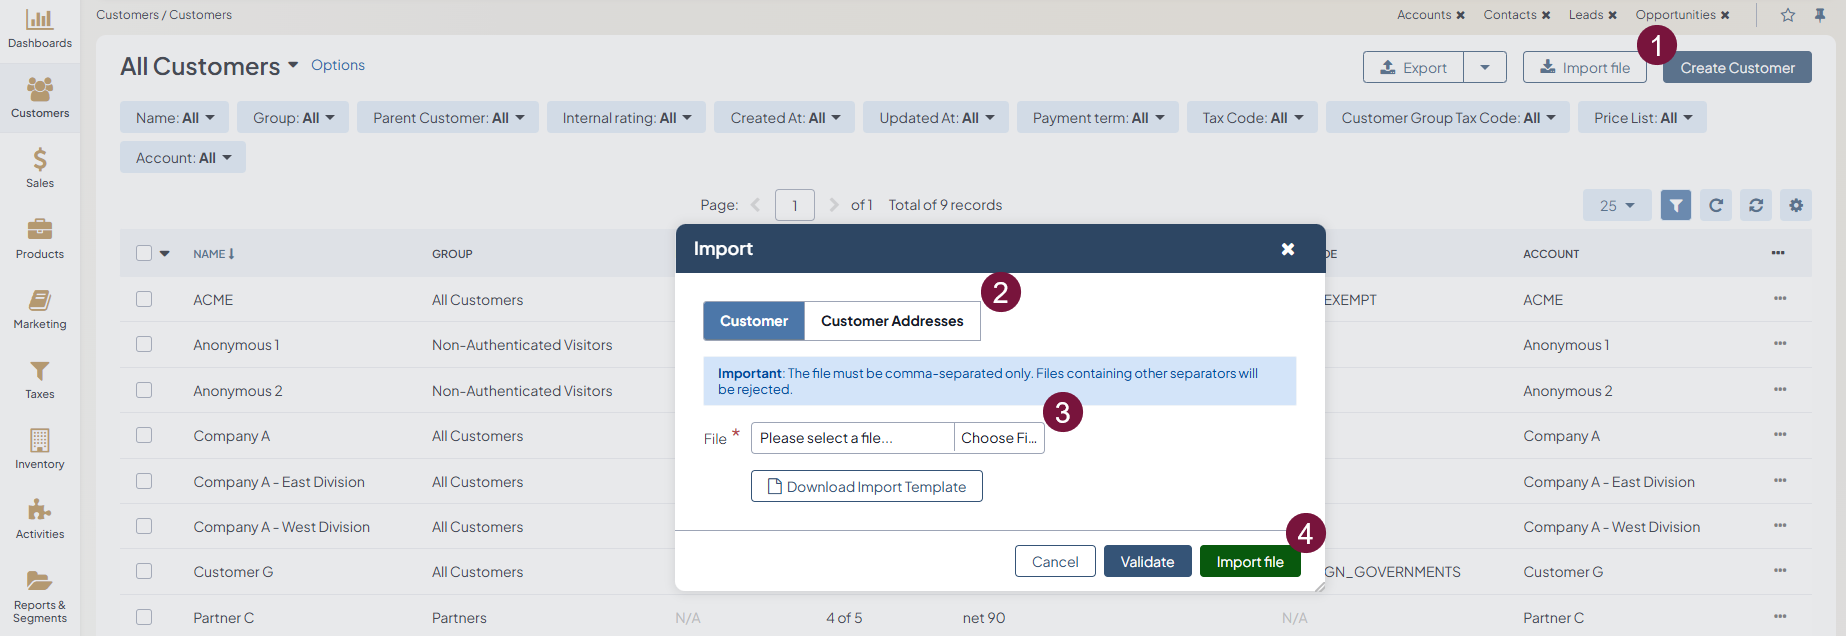 Customers / Customers
Accounts ✖ Contacts ✖ Leads ✖ Opportunities ✖
Dashboards
Customers
Sales
Products
Marketing
Taxes
Inventory
Activities
Reports &
Segments
All Customers Options
Export Import file 1 Create Customer
Name: All Group: All Parent Customer: All Internal rating: All Created At: All Updated At: All Payment term: All Tax Code: All Customer Group Tax Code: All Price List: All
Account: All
Page: 1 of 1 Total of 9 records 25
NAME GROUP DE ACCOUNT
ACME All Customers EXEMPT ACME
Anonymous 1 Non-Authenticated Visitors Anonymous 1
Anonymous 2 Non-Authenticated Visitors Anonymous 2
Company A All Customers Company A
Company A - East Division All Customers Company A - East Division
Company A - West Division All Customers Company A - West Division
Customer G All Customers GN_GOVERNMENTS Customer G
Partner C Partners N/A 4 of 5 net 90 N/A Partner C
Import
2
Customer Customer Addresses
Important: The file must be comma-separated only. Files containing other separators will
be rejected.
3
File * Please select a file... Choose Fi...
Download Import Template
4
Cancel Validate Import file